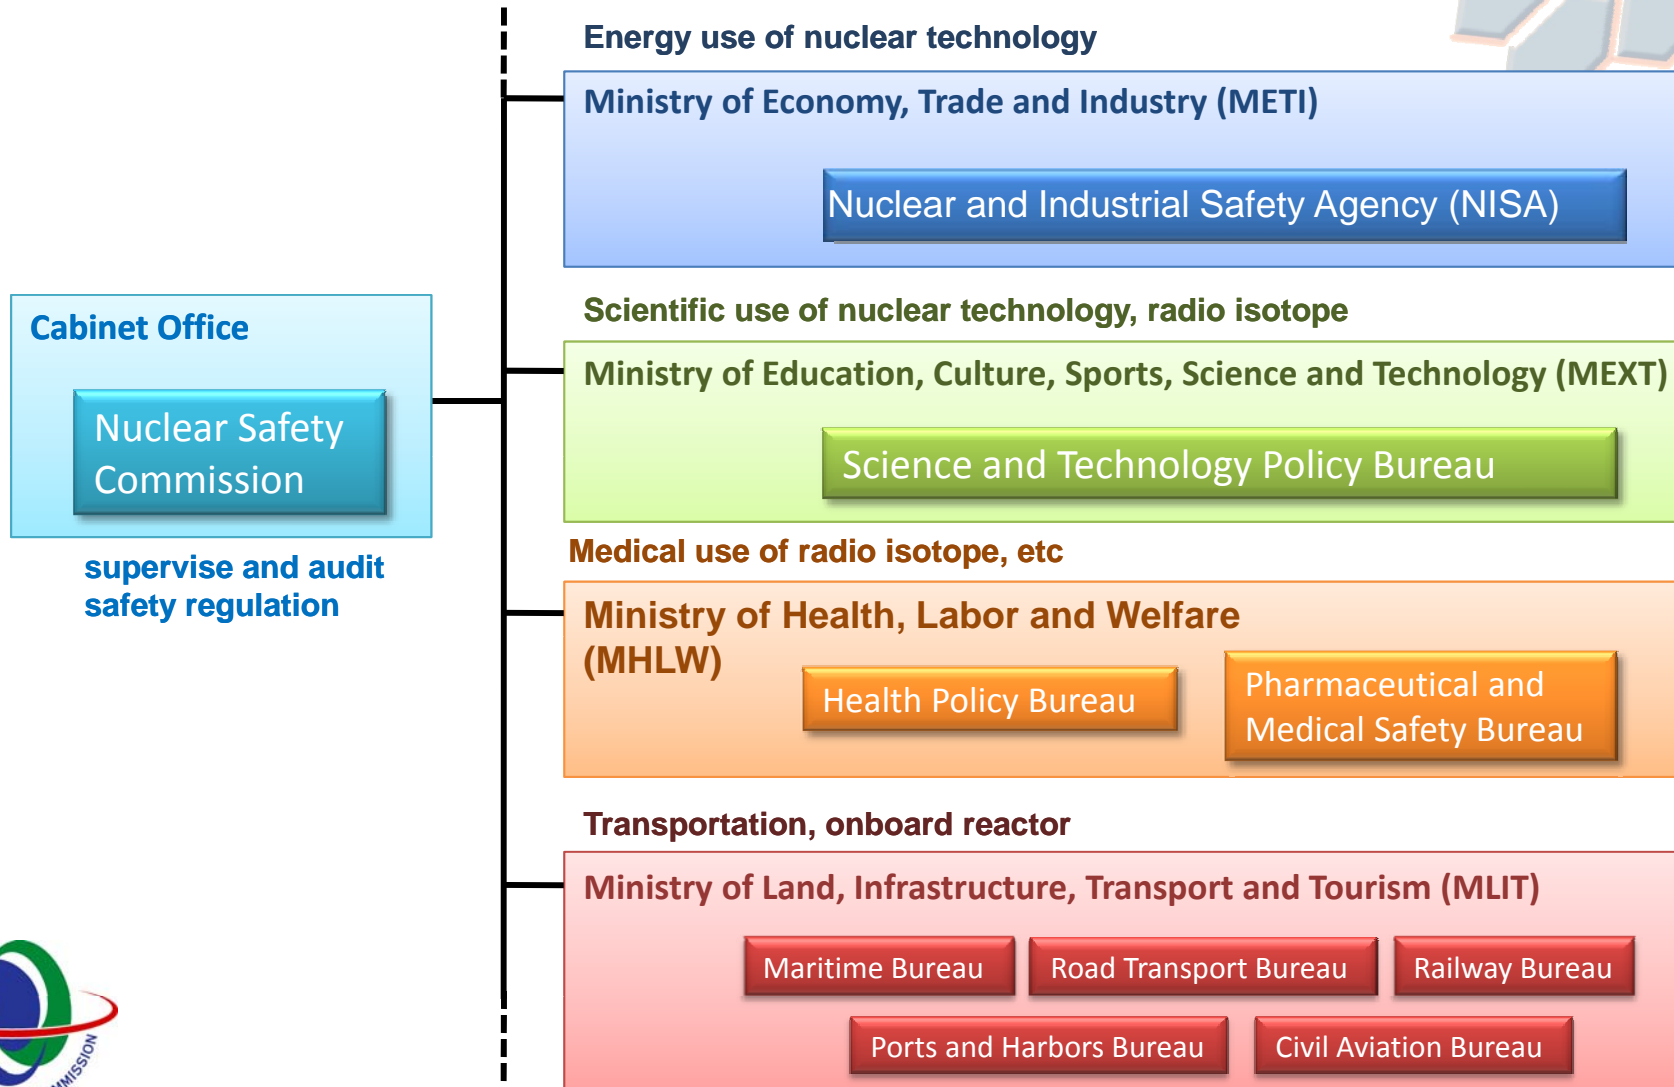 Energy use of nuclear technology
Ministry of Economy, Trade and Industry (METI)
Nuclear and Industrial Safety Agency (NISA)
Cabinet Office
Nuclear Safety
Commission
supervise and audit
safety regulation
Scientific use of nuclear technology, radio isotope
Ministry of Education, Culture, Sports, Science and Technology (MEXT)
Science and Technology Policy Bureau
Medical use of radio isotope, etc
Ministry of Health, Labor and Welfare
(MHLW)
Health Policy Bureau
Pharmaceutical and
Medical Safety Bureau
Transportation, onboard reactor
Ministry of Land, Infrastructure, Transport and Tourism (MLIT)
Maritime Bureau
Road Transport Bureau
Railway Bureau
Ports and Harbors Bureau
Civil Aviation Bureau